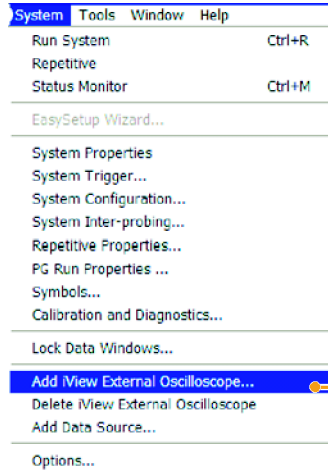 System Tools Window Help
Run System Ctrl+R
Repetitive
Status Monitor Ctrl+M
EasySetup Wizard...
System Properties
System Trigger...
System Configuration...
System Inter-probing...
Repetitive Properties...
PG Run Properties ...
Symbols...
Calibration and Diagnostics...
Lock Data Windows...
Add iView External Oscilloscope...
Delete iView External Oscilloscope
Add Data Source...
Options...